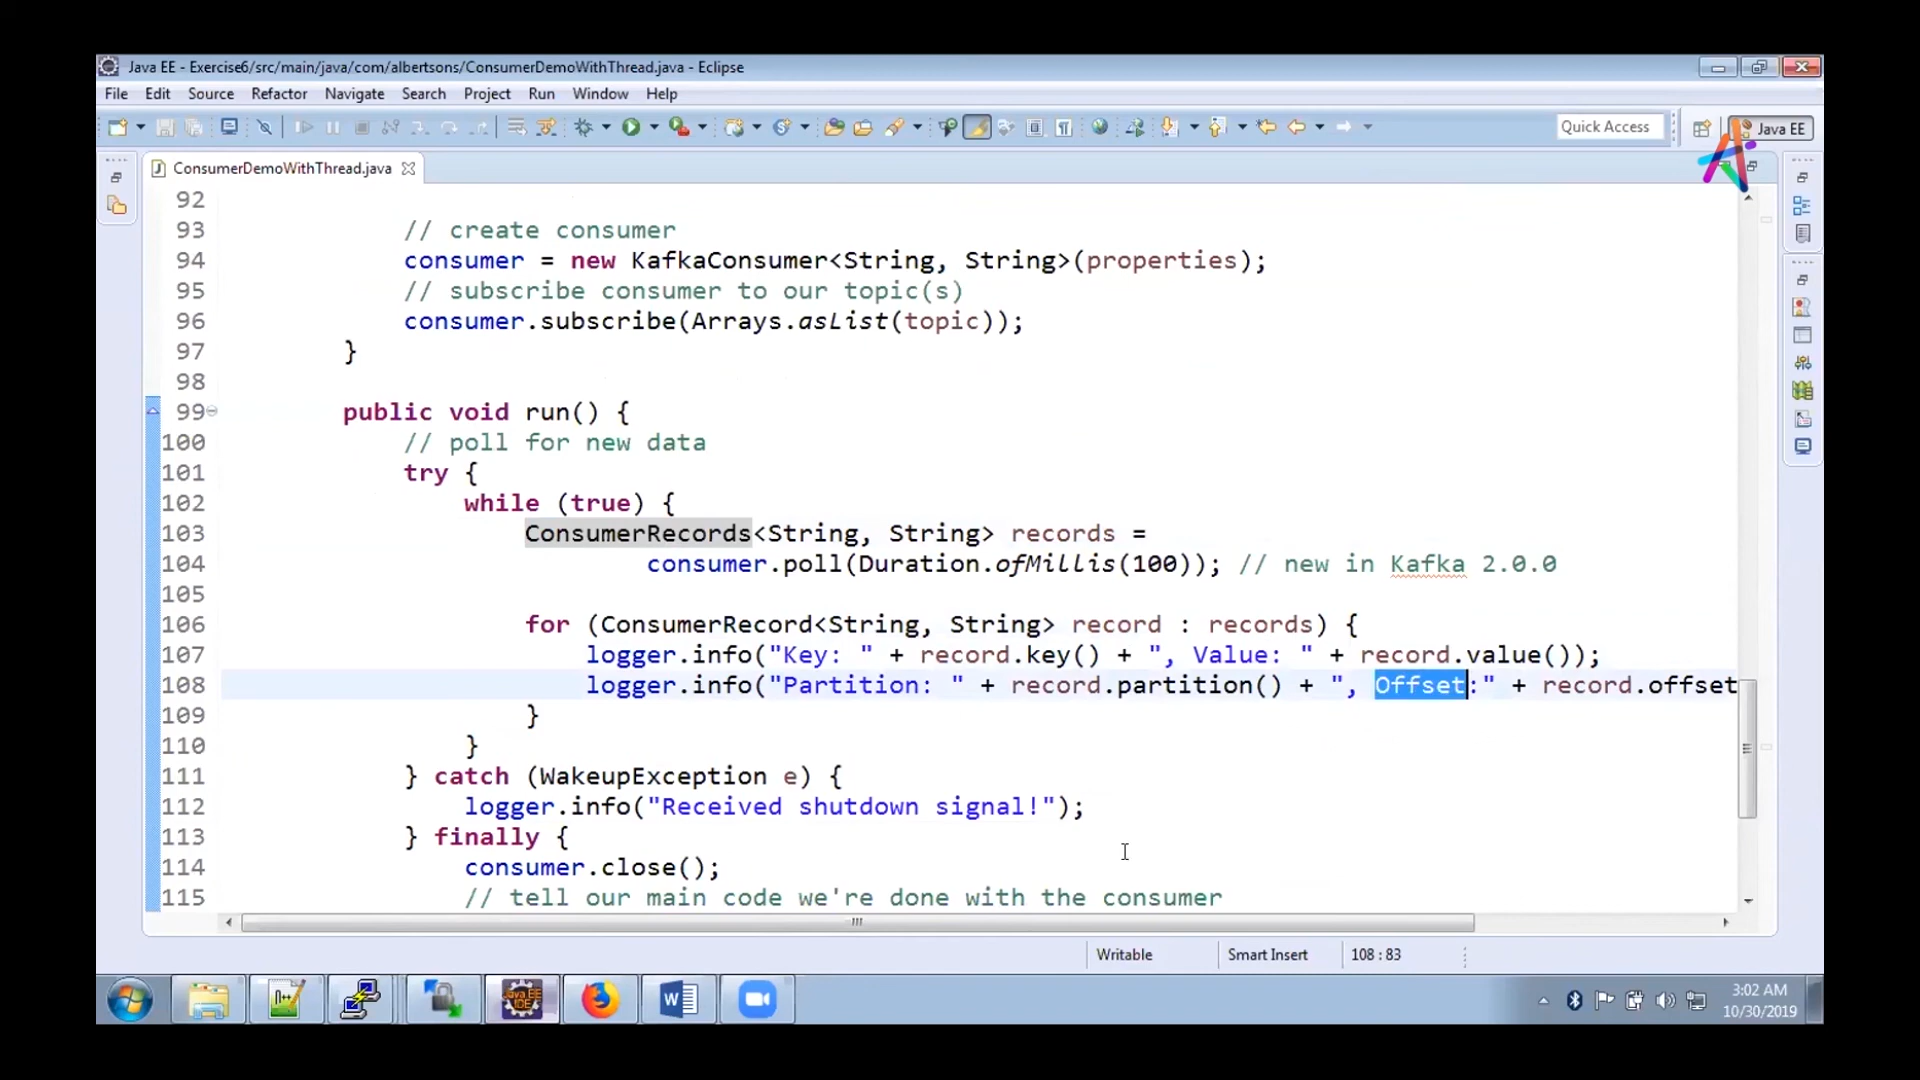 Java EE - Exercise6/src/main/java/com/albertsons/ConsumerDemoWithThread.java - Eclipse
File Edit Source Refactor Navigate Search Project Run Window Help
Quick Access
Java EE
ConsumerDemoWithThread.java
92
93 // create consumer
94 consumer = new KafkaConsumer<String, String>(properties);
95 // subscribe consumer to our topic(s)
96 consumer.subscribe(Arrays.asList(topic));
97 }
98
99 public void run() {
100 // poll for new data
101 try {
102 while (true) {
103 ConsumerRecords<String, String> records =
104 consumer.poll(Duration.ofMillis(100)); // new in Kafka 2.0.0
105
106 for (ConsumerRecord<String, String> record : records) {
107 logger.info("Key: " + record.key() + ", Value: " + record.value());
108 logger.info("Partition: " + record.partition() + ", Offset:" + record.offset
109 }
110 }
111 } catch (WakeupException e) {
112 logger.info("Received shutdown signal!");
113 } finally {
114 consumer.close();
115 // tell our main code we're done with the consumer
Writable Smart Insert 108 : 83
3:02 AM
10/30/2019